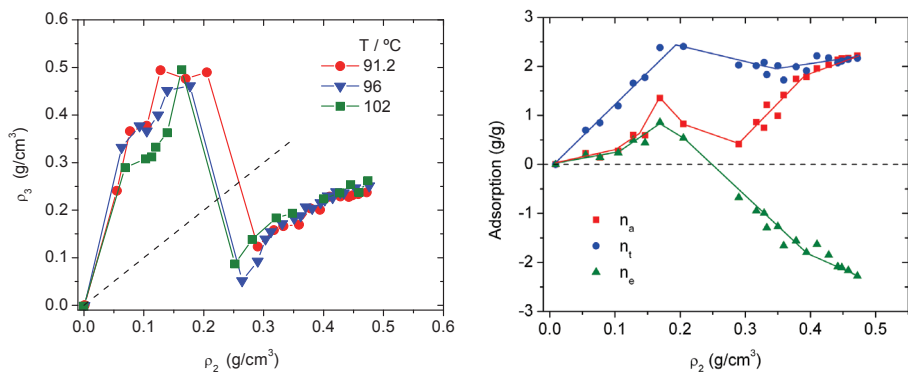 0.6
0.5
0.4
0.3
0.2
0.1
0.0
ρ3 (g/cm³)
T / ºC
91.2
96
102
0.0 0.1 0.2 0.3 0.4 0.5
ρ2 (g/cm³)
3
2
1
0
-1
-2
-3
Adsorption (g/g)
na
nt
ne
0.0 0.1 0.2 0.3 0.4 0.5
ρ2 (g/cm³)